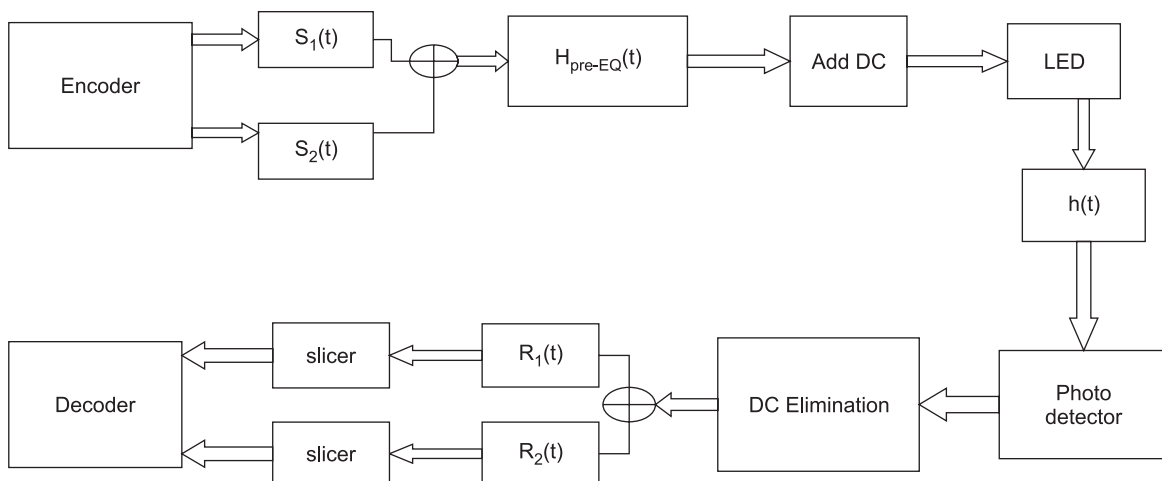 Encoder
S₁(t)
S₂(t)
Hₚᵣₑ₋EQ(t)
Add DC
LED
h(t)
Photo
detector
DC Elimination
R₁(t)
R₂(t)
slicer
slicer
Decoder